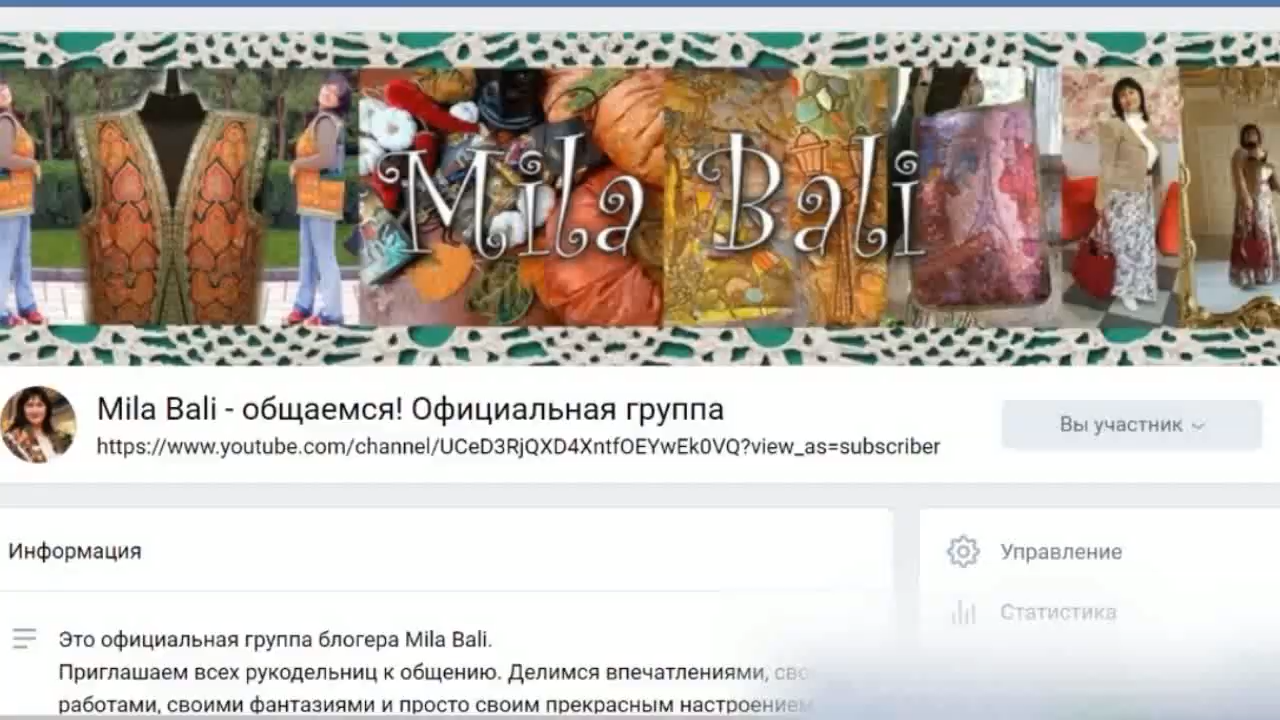 Mila Bali
Mila Bali - общаемся! Официальная группа
https://www.youtube.com/channel/UCeD3RjQXD4XntfOEYwEk0VQ?view_as=subscriber
Вы участник
Информация
Управление
Статистика
Это официальная группа блогера Mila Bali.
Приглашаем всех рукодельниц к общению. Делимся впечатлениями,
работами, своими фантазиями и просто своим прекрасным настроением